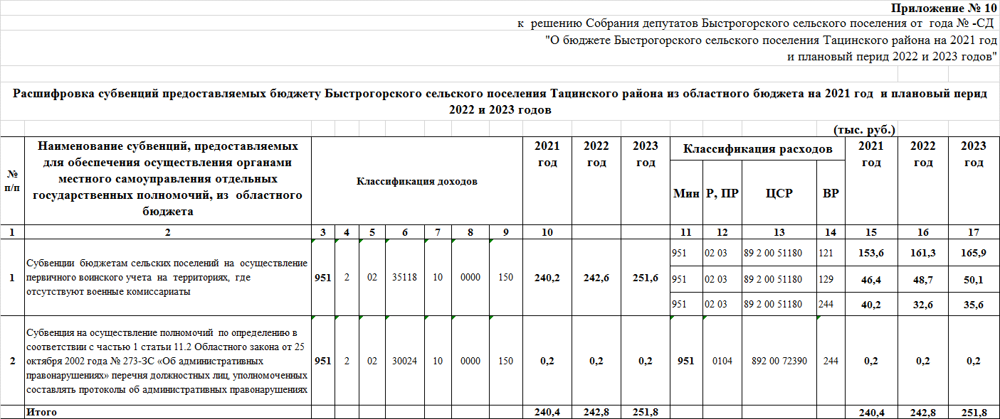 Приложение № 10
к решению Собрания депутатов Быстрогорского сельского поселения от года № -СД
"О бюджете Быстрогорского сельского поселения Тацинского района на 2021 год
и плановый перид 2022 и 2023 годов"
Расшифровка субвенций предоставляемых бюджету Быстрогорского сельского поселения Тацинского района из областного бюджета на 2021 год и плановый перид
2022 и 2023 годов
(тыс. руб.)
№ п/п
Наименование субвенций, предоставляемых
для обеспечения осуществления органами
местного самоуправления отдельных
государственных полномочий, из областного
бюджета
Классификация доходов
2021 год
2022 год
2023 год
Классификация расходов
Мин Р, ПР ЦСР ВР
2021 год
2022 год
2023 год
1 2 3 4 5 6 7 8 9 10 11 12 13 14 15 16 17
1
Субвенции бюджетам сельских поселений на осуществление
первичного воинского учета на территориях, где
отсутствуют военные комиссариаты
951 2 02 35118 10 0000 150 240,2 242,6 251,6
951 02 03 89 2 00 51180 121 153,6 161,3 165,9
951 02 03 89 2 00 51180 129 46,4 48,7 50,1
951 02 03 89 2 00 51180 244 40,2 32,6 35,6
2
Субвенция на осуществление полномочий по определению в
соответствии с частью 1 статьи 11.2 Областного закона от 25
октября 2002 года № 273-ЗС «Об административных
правонарушениях» перечня должностных лиц, уполномоченных
составлять протоколы об административных правонарушениях
951 2 02 30024 10 0000 150 0,2 0,2 0,2 951 0104 892 00 72390 244 0,2 0,2 0,2
Итого 240,4 242,8 251,8 240,4 242,8 251,8